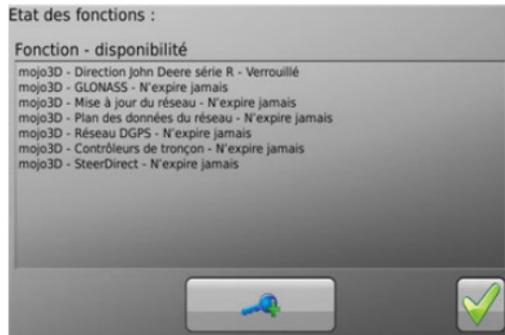 Etat des fonctions :
Fonction - disponibilité
mojo3D - Direction John Deere série R - Verrouillé
mojo3D - GLONASS - N'expire jamais
mojo3D - Mise à jour du réseau - N'expire jamais
mojo3D - Plan des données du réseau - N'expire jamais
mojo3D - Réseau DGPS - N'expire jamais
mojo3D - Contrôleurs de tronçon - N'expire jamais
mojo3D - SteerDirect - N'expire jamais